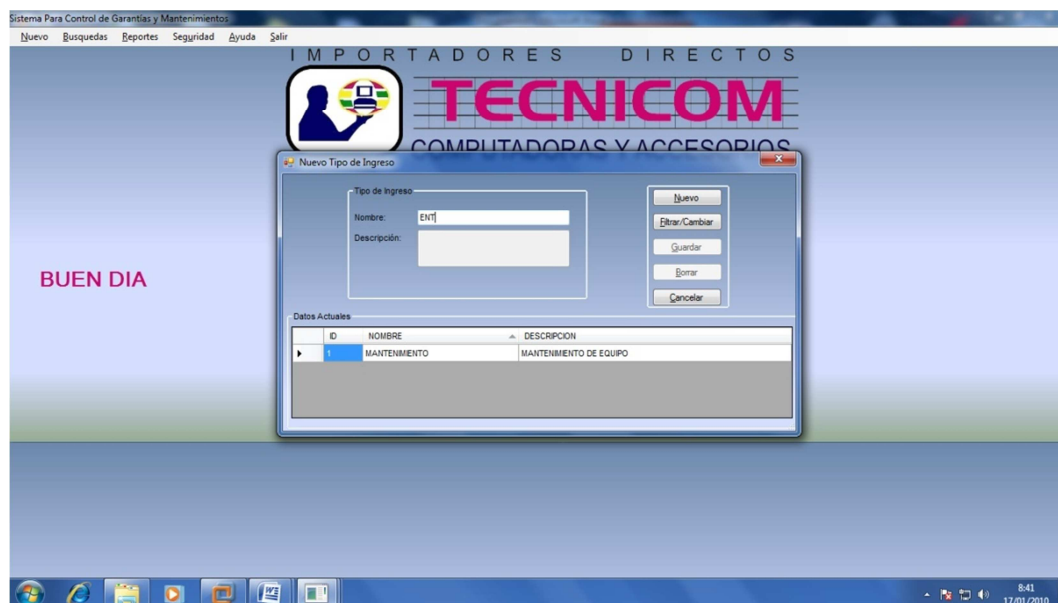 Sistema Para Control de Garantías y Mantenimientos
Nuevo Busquedas Reportes Seguridad Ayuda Salir
IMPORTADORES DIRECTOS
TECNICOM
COMPUTADORAS Y ACCESORIOS
Nuevo Tipo de Ingreso
Tipo de Ingreso
Nombre: ENT
Descripción:
Nuevo
Filtrar/Cambiar
Guardar
Borrar
Cancelar
BUEN DIA
Datos Actuales
ID NOMBRE DESCRIPCION
1 MANTENIMIENTO MANTENIMIENTO DE EQUIPO
8:41
17/01/2010